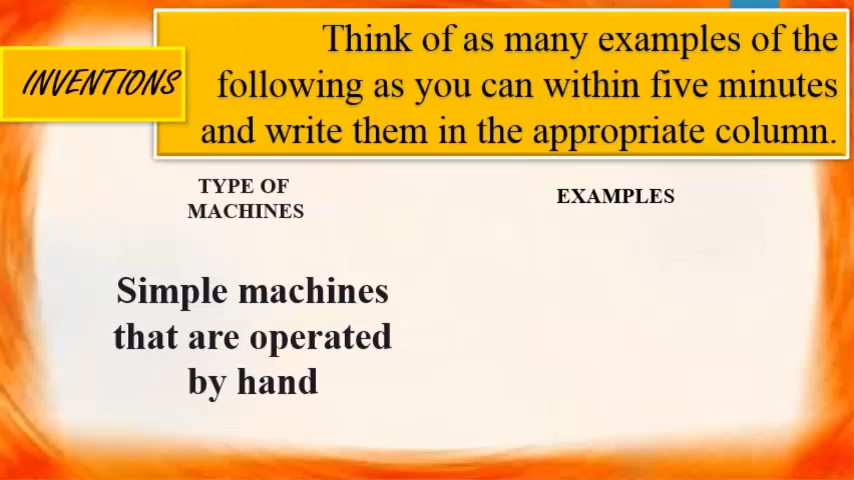 INVENTIONS
Think of as many examples of the
following as you can within five minutes
and write them in the appropriate column.
TYPE OF
MACHINES
EXAMPLES
Simple machines
that are operated
by hand